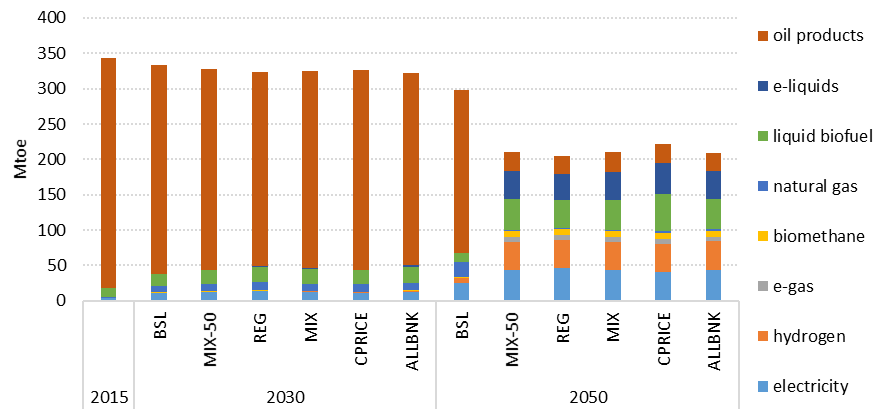 400
350
300
250
200
150
100
50
0
Mtoe
BSL
MIX-50
REG
MIX
CPRICE
ALLBNK
BSL
MIX-50
REG
MIX
CPRICE
ALLBNK
2015
2030
2050
oil products
e-liquids
liquid biofuel
natural gas
biomethane
e-gas
hydrogen
electricity